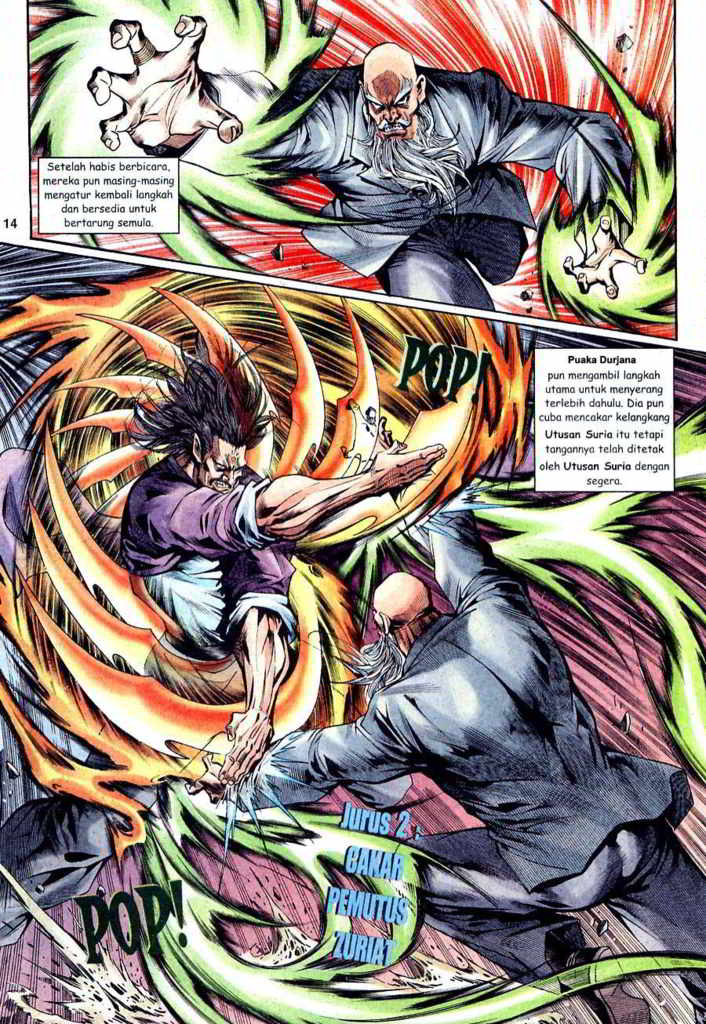 Setelah habis berbicara,
mereka pun masing-masing
mengatur kembali langkah
dan bersedia untuk
bertarung semula.
14
POP!
Puaka Durjana
pun mengambil langkah
utama untuk menyerang
terlebih dahulu. Dia pun
cuba mencakar kelangkang
Utusan Suria itu tetapi
tangannya telah ditetak
oleh Utusan Suria dengan
segera.
Jurus 2,
CAKAR
PEMUTUS
ZURIAT
POP!